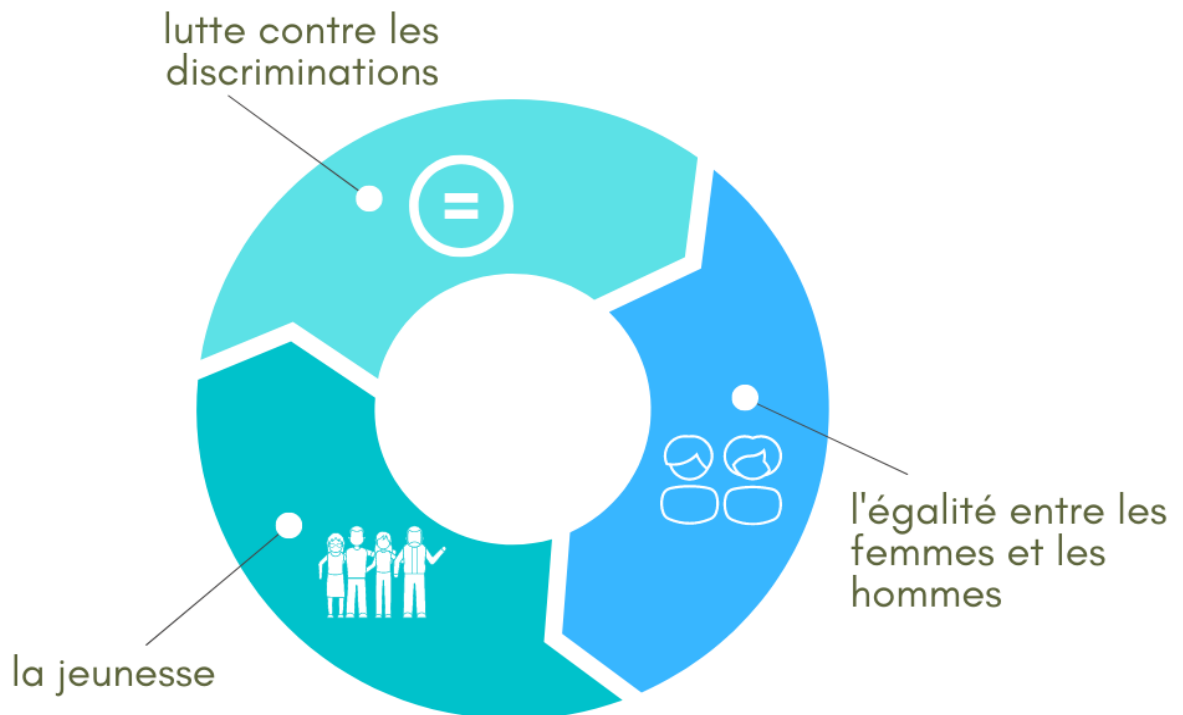 lutte contre les
discriminations
l'égalité entre les
femmes et les
hommes
la jeunesse